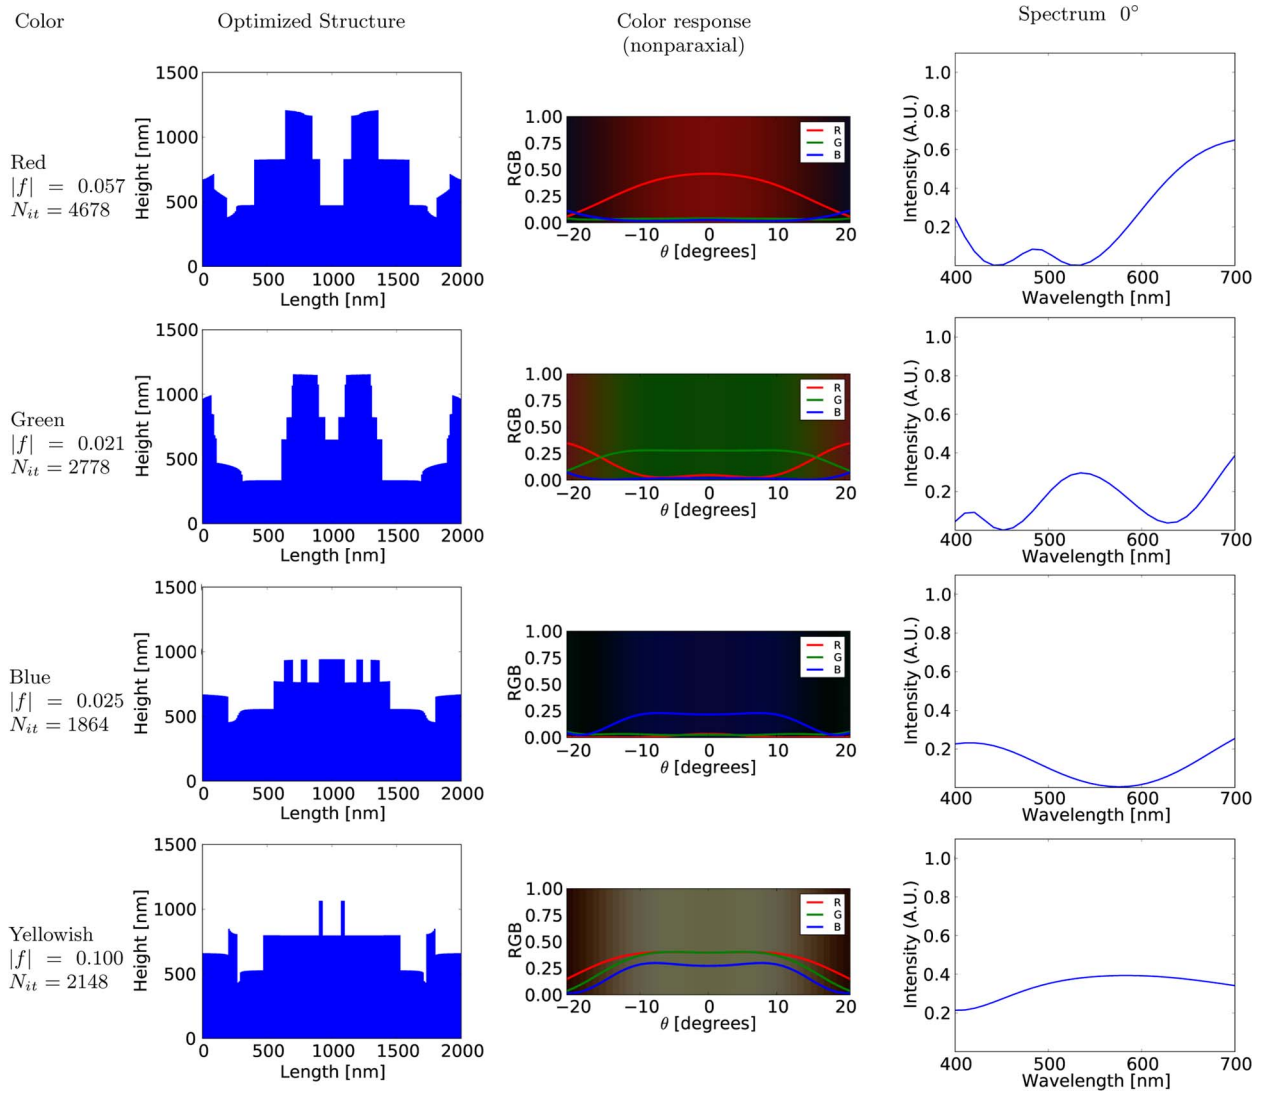 Color
Optimized Structure
Color response
(nonparaxial)
Spectrum 0°
Red
|f| = 0.057
N_{it} = 4678
1500
1000
500
0
Height [nm]
0 500 1000 1500 2000
Length [nm]
1.00
0.75
0.50
0.25
0.00
RGB
R
G
B
−20 −10 0 10 20
θ [degrees]
1.0
0.8
0.6
0.4
0.2
Intensity (A.U.)
400 500 600 700
Wavelength [nm]
Green
|f| = 0.021
N_{it} = 2778
1500
1000
500
0
Height [nm]
0 500 1000 1500 2000
Length [nm]
1.00
0.75
0.50
0.25
0.00
RGB
R
G
B
−20 −10 0 10 20
θ [degrees]
1.0
0.8
0.6
0.4
0.2
Intensity (A.U.)
400 500 600 700
Wavelength [nm]
Blue
|f| = 0.025
N_{it} = 1864
1500
1000
500
0
Height [nm]
0 500 1000 1500 2000
Length [nm]
1.00
0.75
0.50
0.25
0.00
RGB
R
G
B
−20 −10 0 10 20
θ [degrees]
1.0
0.8
0.6
0.4
0.2
Intensity (A.U.)
400 500 600 700
Wavelength [nm]
Yellowish
|f| = 0.100
N_{it} = 2148
1500
1000
500
0
Height [nm]
0 500 1000 1500 2000
Length [nm]
1.00
0.75
0.50
0.25
0.00
RGB
R
G
B
−20 −10 0 10 20
θ [degrees]
1.0
0.8
0.6
0.4
0.2
Intensity (A.U.)
400 500 600 700
Wavelength [nm]